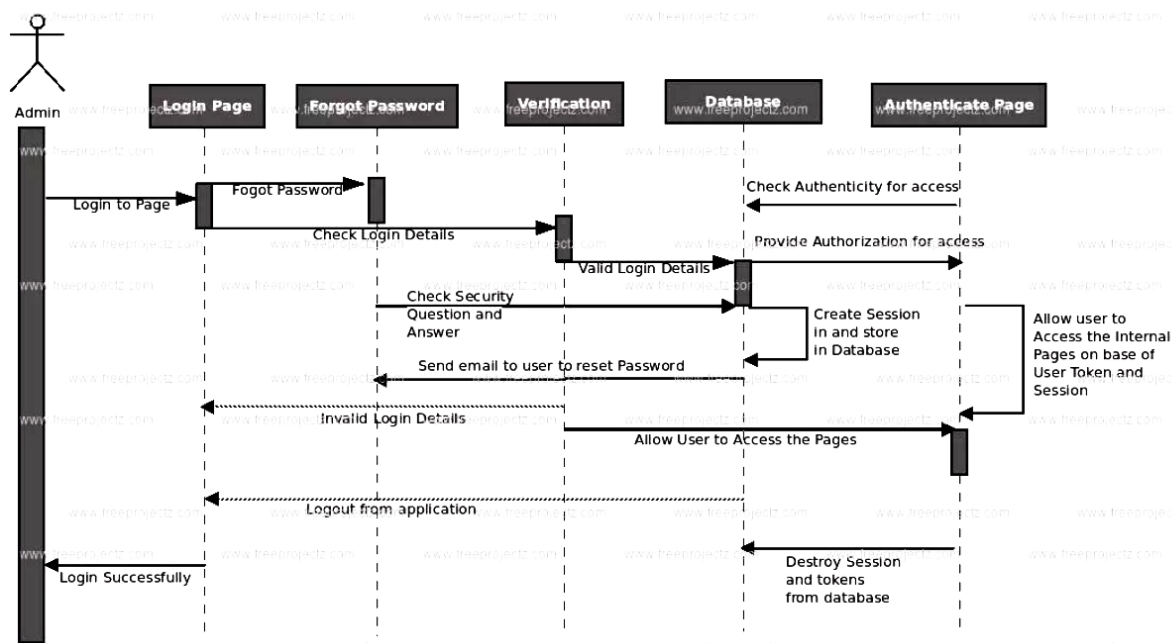 Admin
Login Page
Forgot Password
Verification
Database
Authenticate Page
Fogot Password
Login to Page
Check Authenticity for access
Check Login Details
Provide Authorization for access
Valid Login Details
Check Security
Question and
Answer
Create Session
in and store
in Database
Allow user to
Access the Internal
Pages on base of
User Token and
Session
Send email to user to reset Password
Invalid Login Details
Allow User to Access the Pages
Logout from application
Login Successfully
Destroy Session
and tokens
from database
www.freeprojectz.com